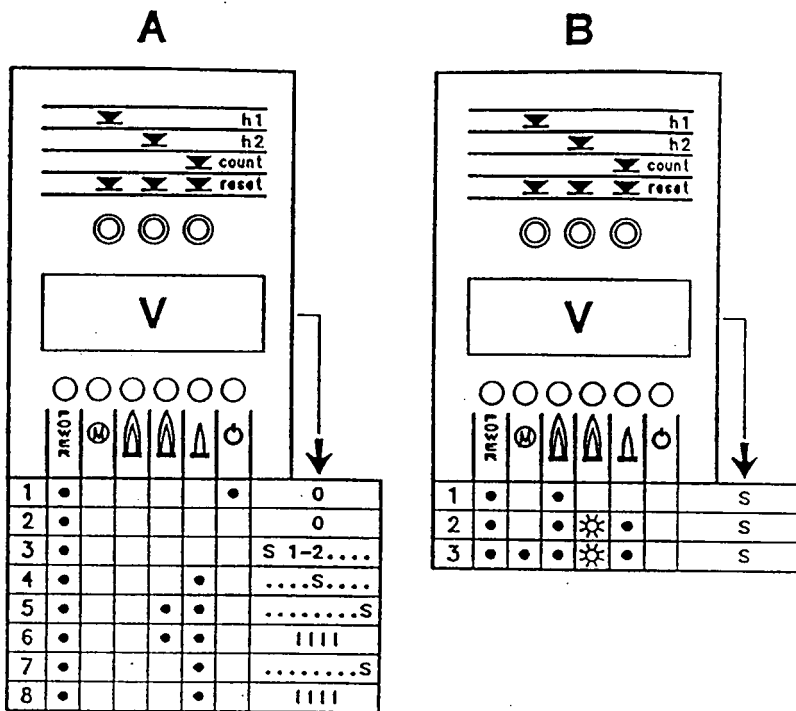 A
B
h1
h2
count
reset
V
1 0
2 0
3 S 1-2....
4 ....S....
5 ........S
6 IIII
7 ........S
8 IIII
h1
h2
count
reset
V
1 S
2 S
3 S